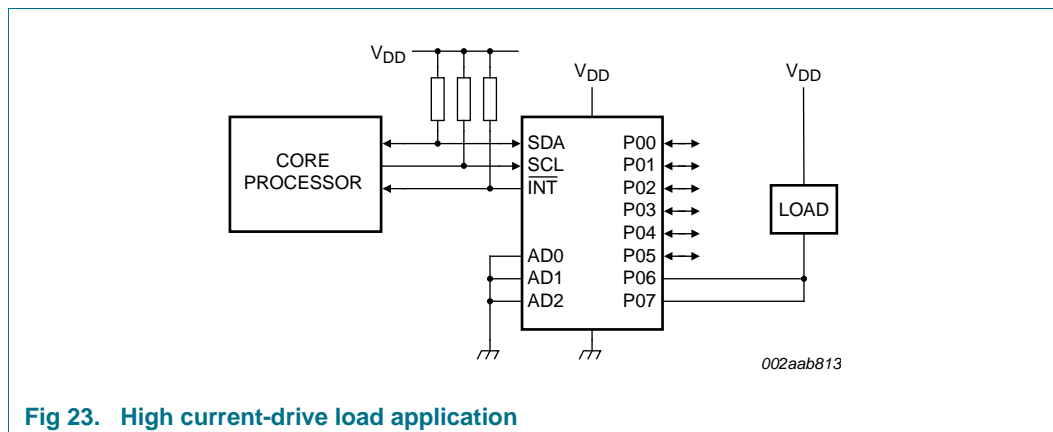 VDD
VDD
VDD
CORE
PROCESSOR
SDA
SCL
INT
AD0
AD1
AD2
P00
P01
P02
P03
P04
P05
P06
P07
LOAD
002aab813
Fig 23. High current-drive load application